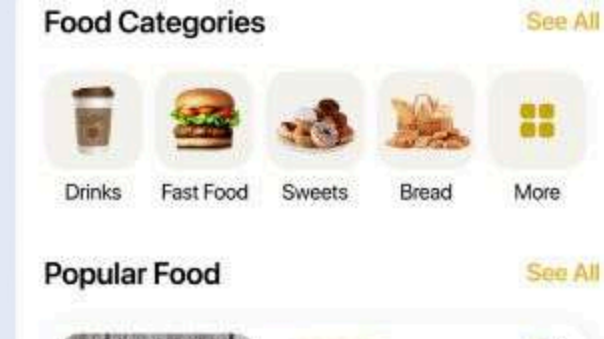 Food Categories See All
Drinks Fast Food Sweets Bread More
Popular Food See All